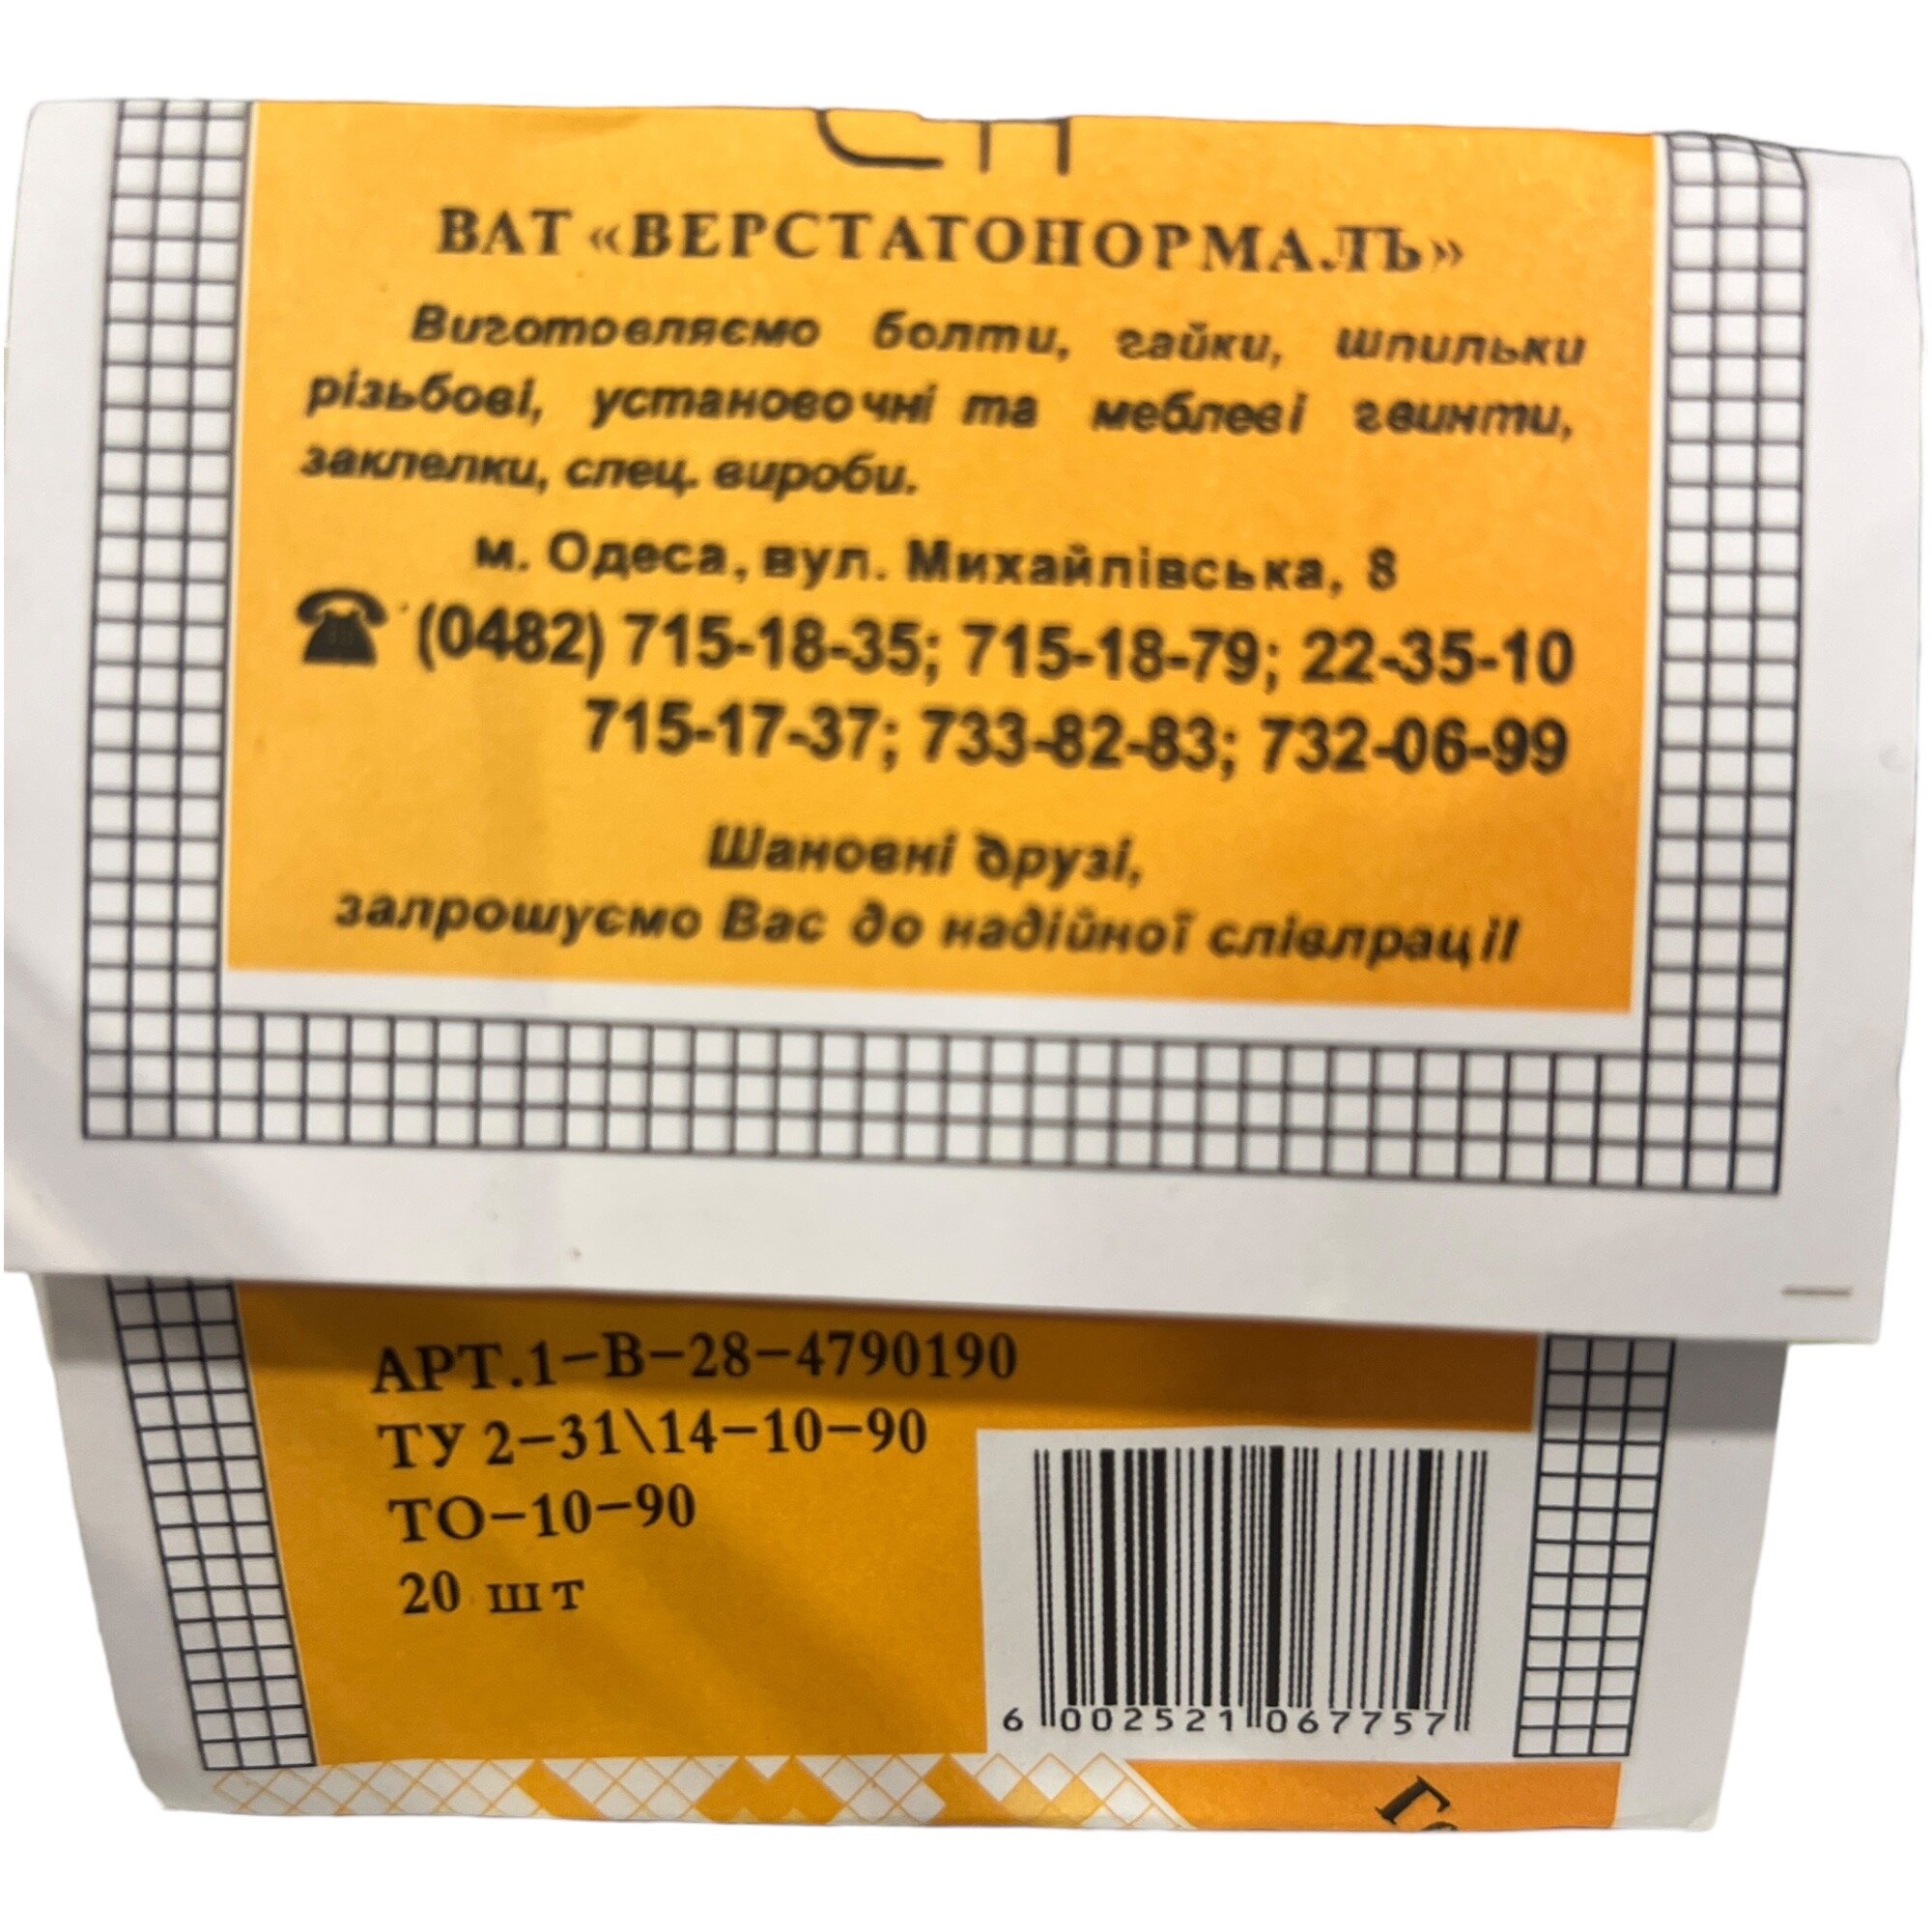 ВАТ «ВЕРСТАТОНОРМАЛЬ»
Виготовляємо болти, гайки, шпильки
різьбові, установочні та меблеві гвинти,
заклепки, спец. вироби.
м. Одеса, вул. Михайлівська, 8
(0482) 715-18-35; 715-18-79; 22-35-10
715-17-37; 733-82-83; 732-06-99
Шановні друзі,
запрошуємо Вас до надійної співпраці!
АРТ.1-В-28-4790190
ТУ 2-31\14-10-90
ТО-10-90
20 шт
6 002521 067757